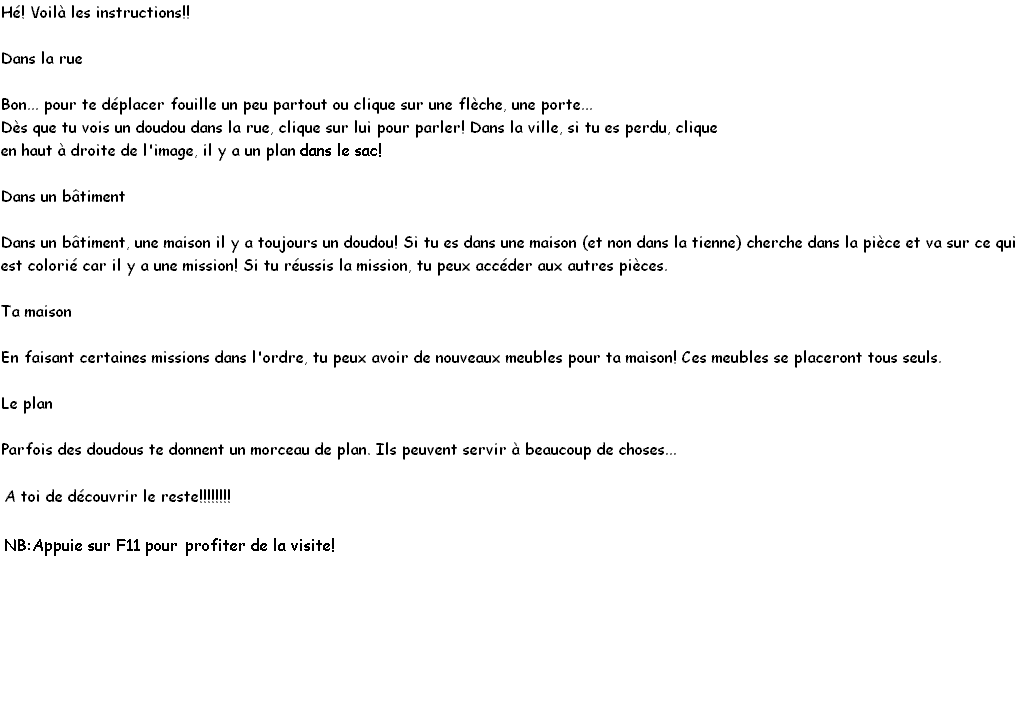 Hé! Voilà les instructions!!
Dans la rue
Bon... pour te déplacer fouille un peu partout ou clique sur une flèche, une porte...
Dès que tu vois un doudou dans la rue, clique sur lui pour parler! Dans la ville, si tu es perdu, clique
en haut à droite de l'image, il y a un plan dans le sac!
Dans un bâtiment
Dans un bâtiment, une maison il y a toujours un doudou! Si tu es dans une maison (et non dans la tienne) cherche dans la pièce et va sur ce qui
est colorié car il y a une mission! Si tu réussis la mission, tu peux accéder aux autres pièces.
Ta maison
En faisant certaines missions dans l'ordre, tu peux avoir de nouveaux meubles pour ta maison! Ces meubles se placeront tous seuls.
Le plan
Parfois des doudous te donnent un morceau de plan. Ils peuvent servir à beaucoup de choses...
A toi de découvrir le reste!!!!!!!!
NB:Appuie sur F11 pour profiter de la visite!